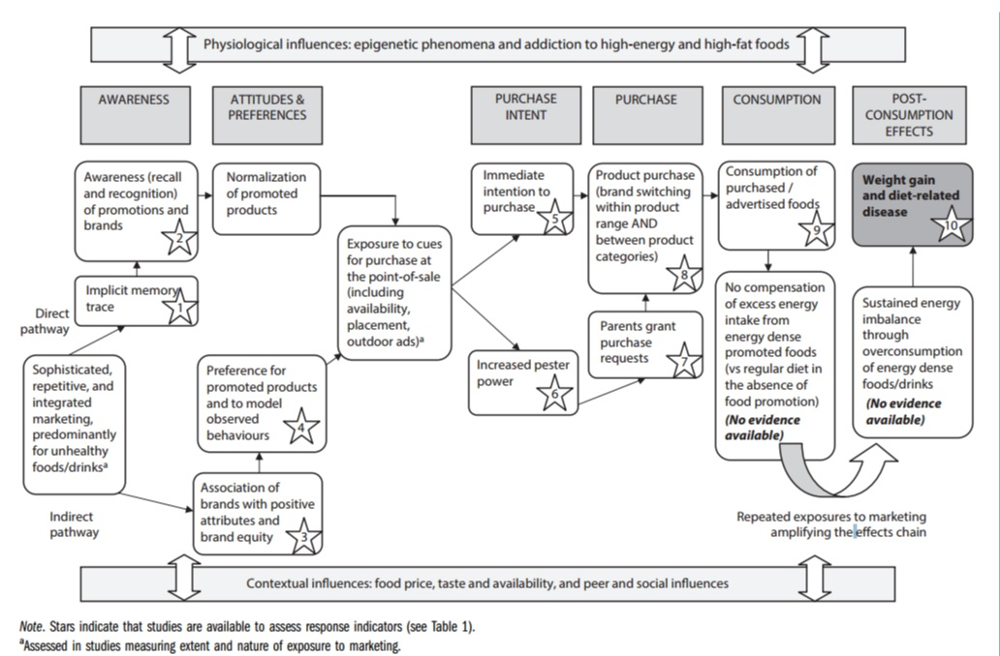 Physiological influences: epigenetic phenomena and addiction to high-energy and high-fat foods
AWARENESS
ATTITUDES &
PREFERENCES
PURCHASE
INTENT
PURCHASE
CONSUMPTION
POST-
CONSUMPTION
EFFECTS
Awareness (recall
and recognition)
of promotions and
brands
2
Normalization
of promoted
products
Immediate
intention to
purchase
5
Product purchase
(brand switching
within product
range AND
between product
categories)
8
Consumption of
purchased /
advertised foods
9
Weight gain
and diet-related
disease
10
Exposure to cues
for purchase at
the point-of-sale
(including
availability,
placement,
outdoor ads)a
Implicit memory
trace
1
Direct
pathway
No compensation
of excess energy
intake from
energy dense
promoted foods
(vs regular diet in
the absence of
food promotion)
(No evidence
available)
Sustained energy
imbalance
through
overconsumption
of energy dense
foods/drinks
(No evidence
available)
Parents grant
purchase
requests
7
Increased pester
power
6
Sophisticated,
repetitive, and
integrated
marketing,
predominantly
for unhealthy
foods/drinksa
Preference for
promoted products
and to model
observed
behaviours
4
Association of
brands with positive
attributes and
brand equity
3
Indirect
pathway
Repeated exposures to marketing
amplifying the effects chain
Contextual influences: food price, taste and availability, and peer and social influences
Note. Stars indicate that studies are available to assess response indicators (see Table 1).
aAssessed in studies measuring extent and nature of exposure to marketing.